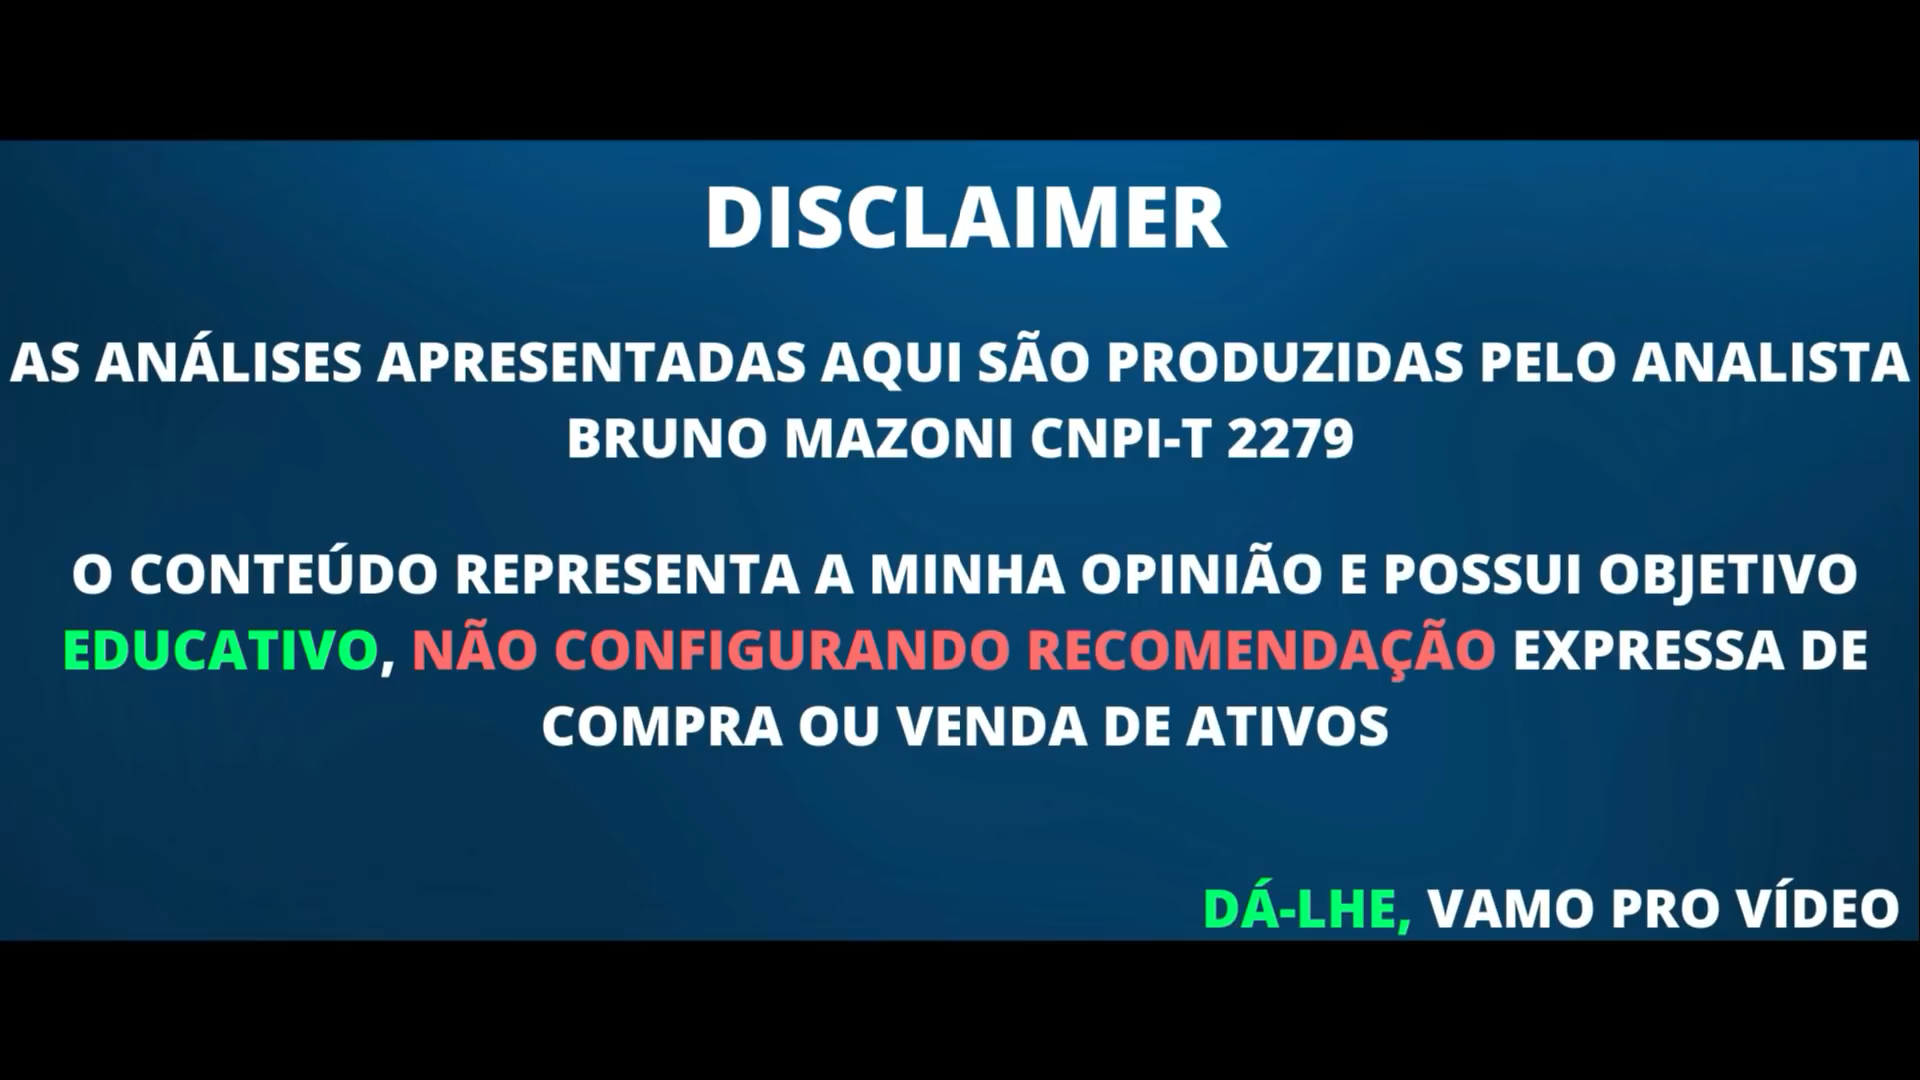 DISCLAIMER
AS ANÁLISES APRESENTADAS AQUI SÃO PRODUZIDAS PELO ANALISTA
BRUNO MAZONI CNPI-T 2279
O CONTEÚDO REPRESENTA A MINHA OPINIÃO E POSSUI OBJETIVO
EDUCATIVO, NÃO CONFIGURANDO RECOMENDAÇÃO EXPRESSA DE
COMPRA OU VENDA DE ATIVOS
DÁ-LHE, VAMO PRO VÍDEO